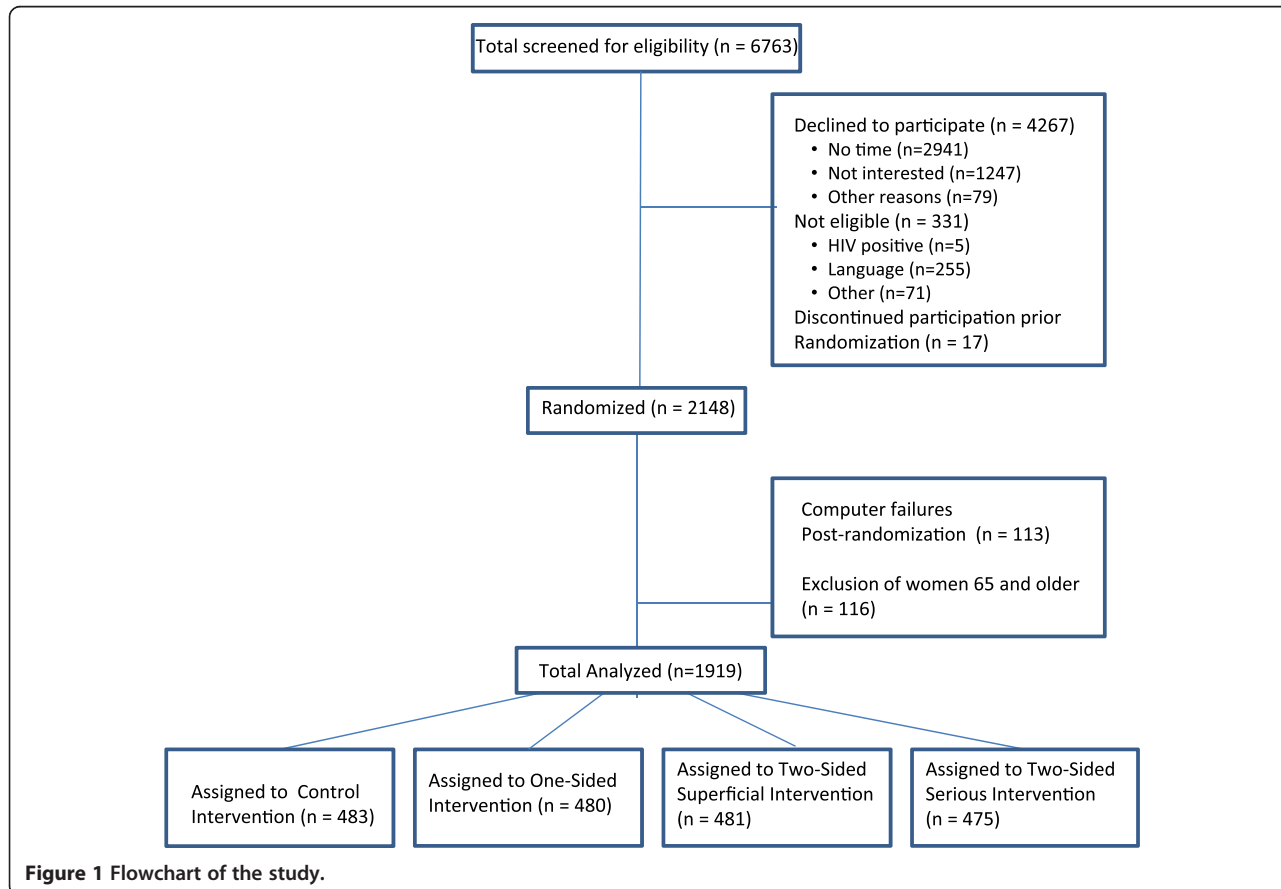 Total screened for eligibility (n = 6763)
Declined to participate (n = 4267)
• No time (n=2941)
• Not interested (n=1247)
• Other reasons (n=79)
Not eligible (n = 331)
• HIV positive (n=5)
• Language (n=255)
• Other (n=71)
Discontinued participation prior
Randomization (n = 17)
Randomized (n = 2148)
Computer failures
Post-randomization (n = 113)
Exclusion of women 65 and older
(n = 116)
Total Analyzed (n=1919)
Assigned to Control
Intervention (n = 483)
Assigned to One-Sided
Intervention (n = 480)
Assigned to Two-Sided
Superficial Intervention
(n = 481)
Assigned to Two-Sided
Serious Intervention
(n = 475)
Figure 1 Flowchart of the study.